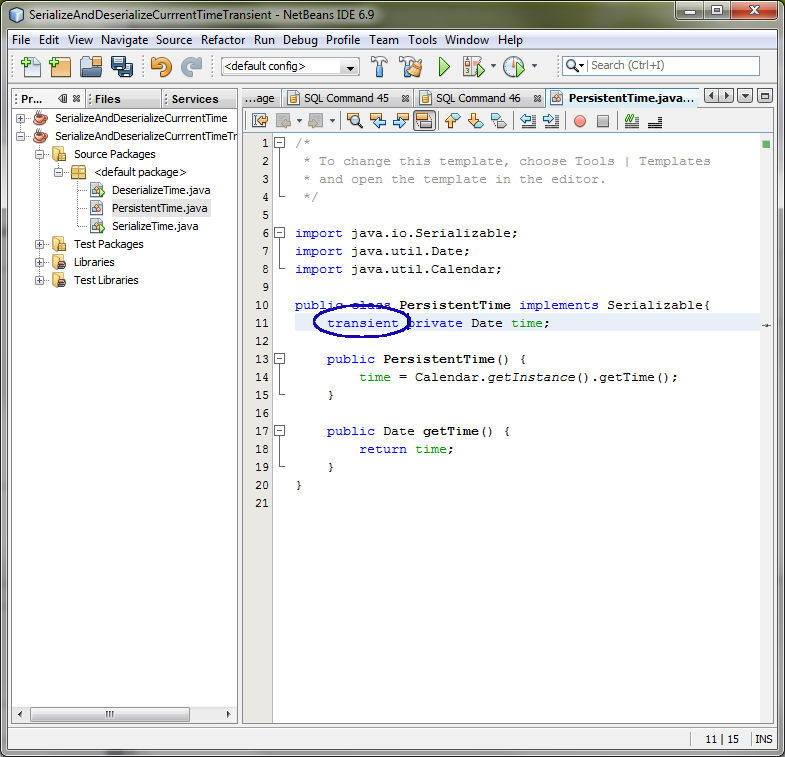 SerializeAndDeserializeCurrrentTimeTransient - NetBeans IDE 6.9
File Edit View Navigate Source Refactor Run Debug Profile Team Tools Window Help
<default config>
Search (Ctrl+I)
Pr...
Files
Services
...age
SQL Command 45
SQL Command 46
PersistentTime.java...
SerializeAndDeserializeCurrrentTime
SerializeAndDeserializeCurrrentTimeTr
Source Packages
<default package>
DeserializeTime.java
PersistentTime.java
SerializeTime.java
Test Packages
Libraries
Test Libraries
1 /*
2 * To change this template, choose Tools | Templates
3 * and open the template in the editor.
4 */
5
6 import java.io.Serializable;
7 import java.util.Date;
8 import java.util.Calendar;
9
10 public class PersistentTime implements Serializable{
11 transient private Date time;
12
13 public PersistentTime() {
14 time = Calendar.getInstance().getTime();
15 }
16
17 public Date getTime() {
18 return time;
19 }
20 }
21
11 | 15 INS